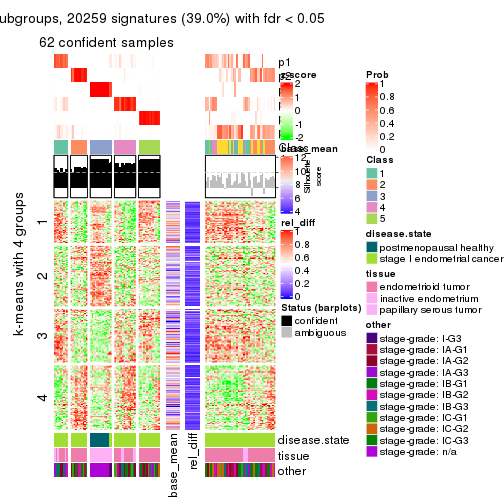 ubgroups, 20259 signatures (39.0%) with fdr < 0.05
62 confident samples
p1
p2
Class
z-score
2
1
0
-1
-2
base_mean
12
10
8
6
4
Silhouette
score
rel_diff
1
0.8
0.6
0.4
0.2
0
Status (barplots)
confident
ambiguous
k-means with 4 groups
1
2
3
4
base_mean
rel_diff
disease.state
tissue
other
Prob
1
0.8
0.6
0.4
0.2
0
Class
1
2
3
4
5
disease.state
postmenopausal healthy
stage I endometrial cancer
tissue
endometrioid tumor
inactive endometrium
papillary serous tumor
other
stage-grade: I-G3
stage-grade: IA-G1
stage-grade: IA-G2
stage-grade: IA-G3
stage-grade: IB-G1
stage-grade: IB-G2
stage-grade: IB-G3
stage-grade: IC-G1
stage-grade: IC-G2
stage-grade: IC-G3
stage-grade: n/a